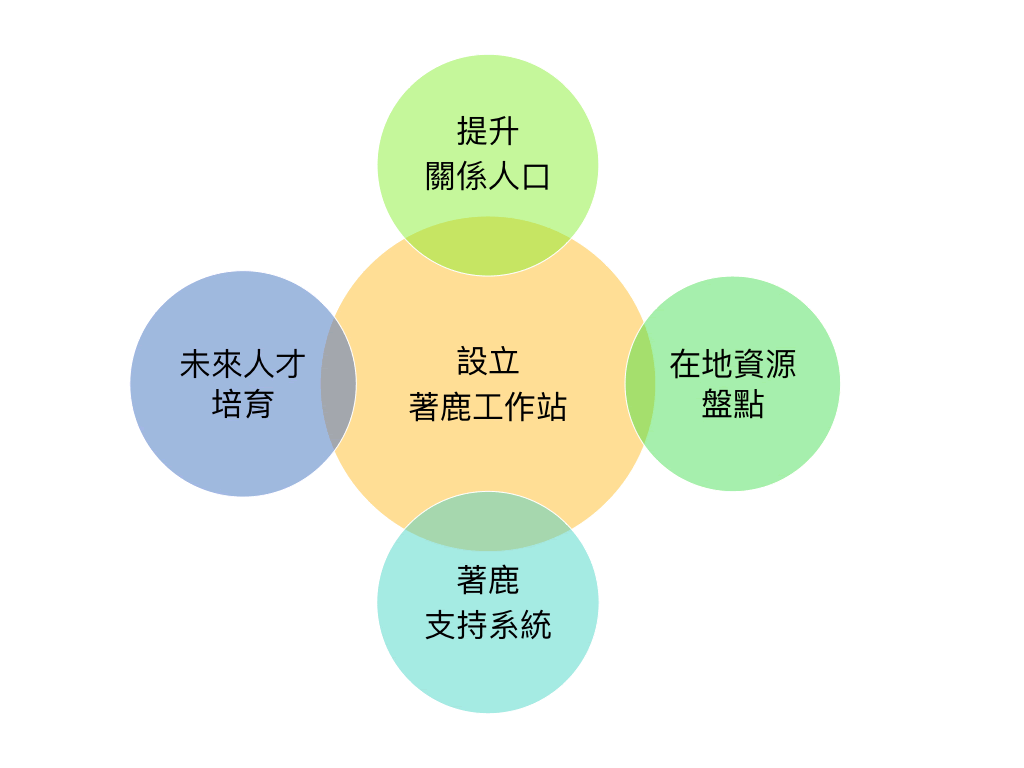 提升
關係人口
設立
著鹿工作站
未來人才
培育
在地資源
盤點
著鹿
支持系統